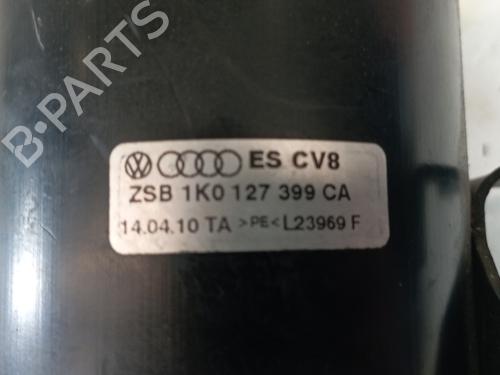 ES CV8
ZSB 1K0 127 399 CA
14.04.10 TA >PE< L23969 F
B-PARTS